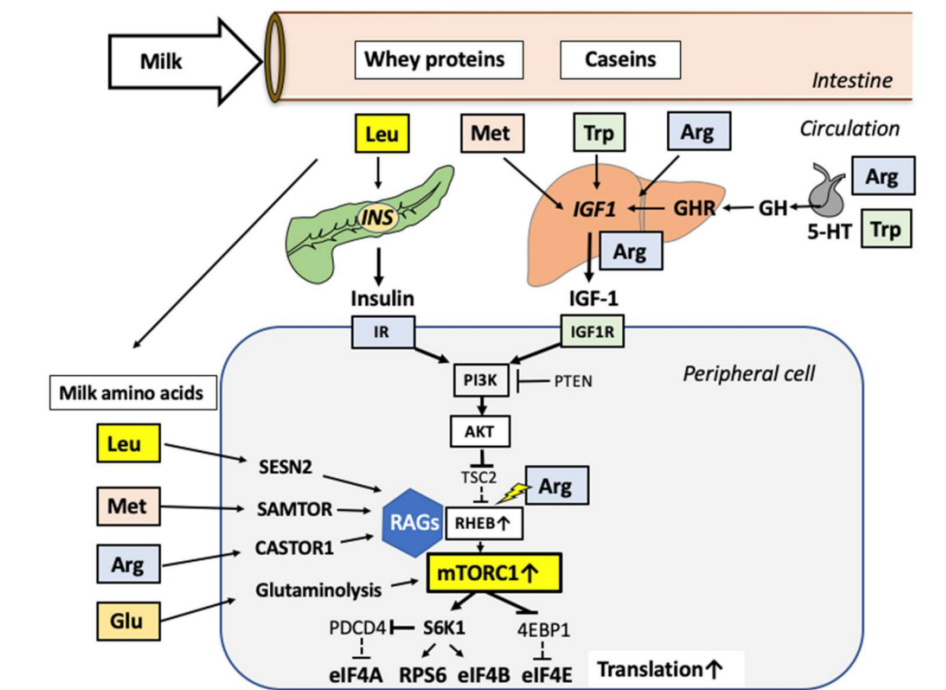 Milk
Whey proteins
Caseins
Intestine
Circulation
Leu
Met
Trp
Arg
Arg
INS
IGF1
GHR
GH
5-HT
Trp
Arg
Insulin
IGF-1
IR
IGF1R
Peripheral cell
PI3K
PTEN
Milk amino acids
AKT
Leu
SESN2
TSC2
Arg
Met
SAMTOR
RAGs
RHEB↑
Arg
CASTOR1
mTORC1↑
Glutaminolysis
Glu
PDCD4
S6K1
4EBP1
eIF4A
RPS6
eIF4B
eIF4E
Translation↑